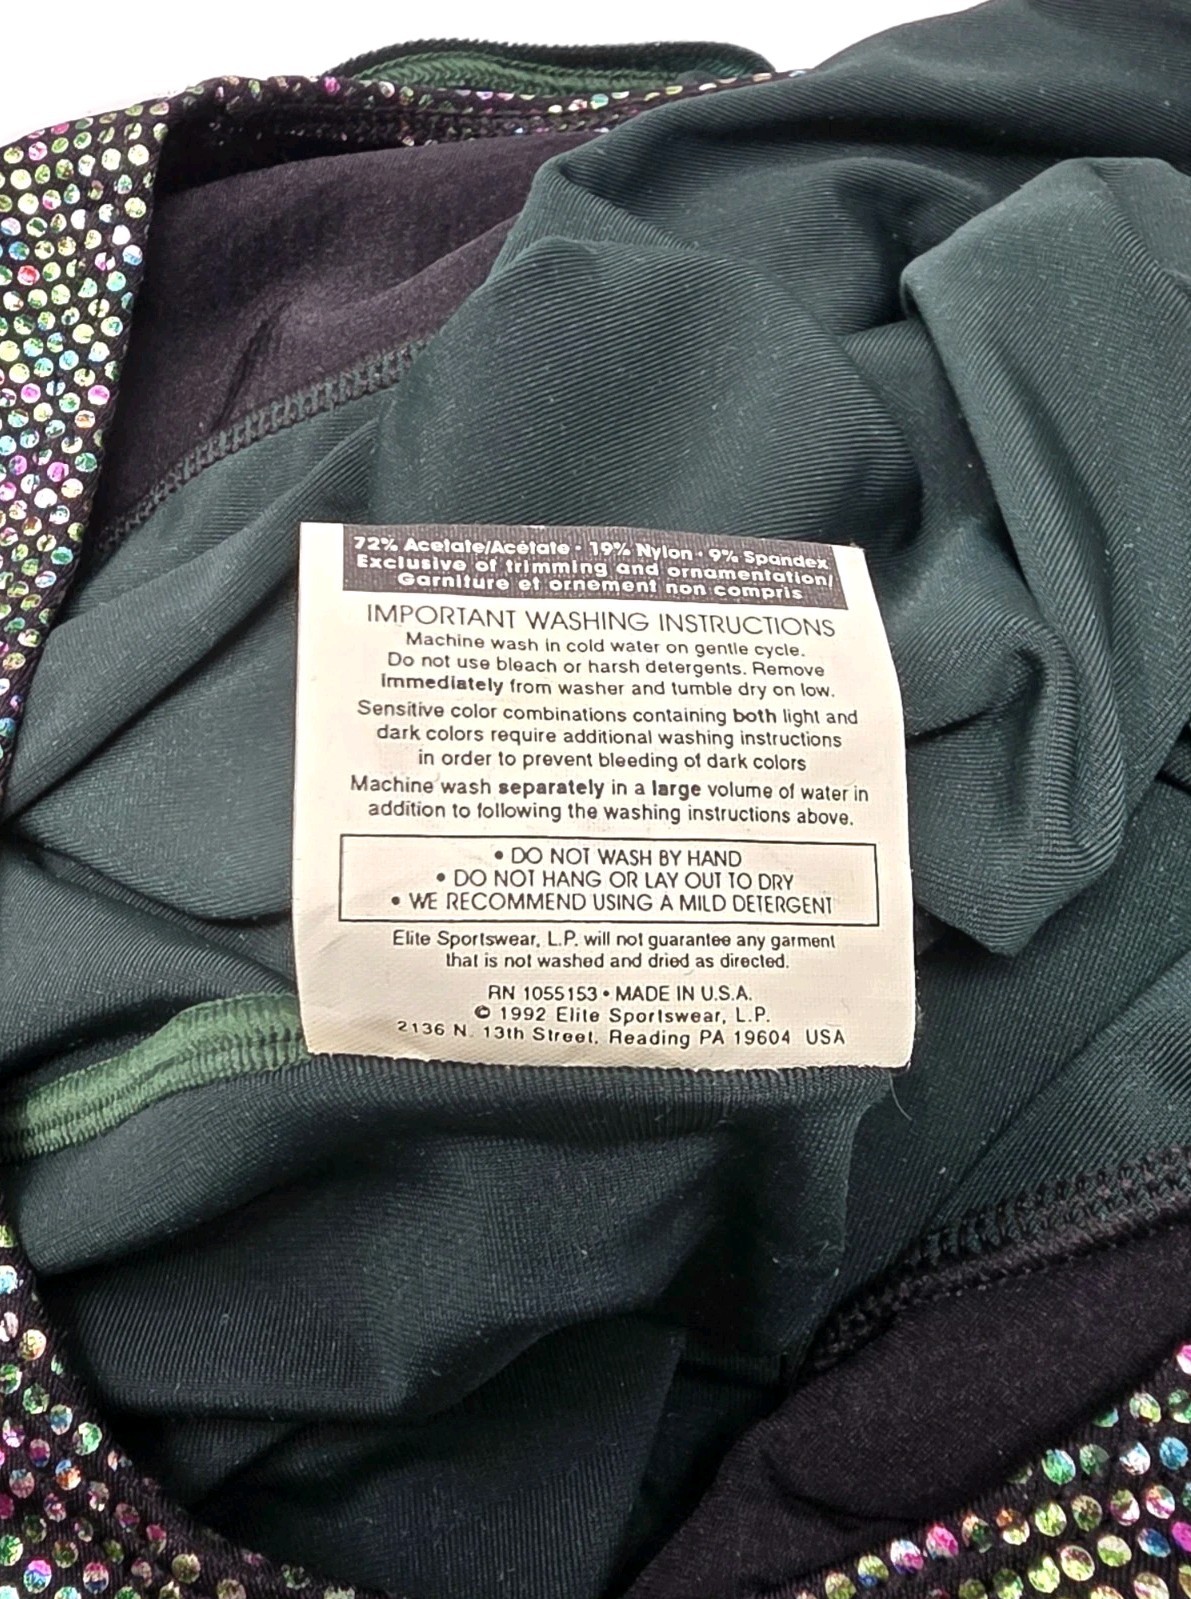 72% Acetate/Acétate • 19% Nylon • 9% Spandex
Exclusive of trimming and ornamentation/
Garniture et ornement non compris
IMPORTANT WASHING INSTRUCTIONS
Machine wash in cold water on gentle cycle.
Do not use bleach or harsh detergents. Remove
immediately from washer and tumble dry on low.
Sensitive color combinations containing both light and
dark colors require additional washing instructions
in order to prevent bleeding of dark colors
Machine wash separately in a large volume of water in
addition to following the washing instructions above.
• DO NOT WASH BY HAND
• DO NOT HANG OR LAY OUT TO DRY
• WE RECOMMEND USING A MILD DETERGENT
Elite Sportswear, L.P. will not guarantee any garment
that is not washed and dried as directed.
RN 1055153 • MADE IN U.S.A.
© 1992 Elite Sportswear, L.P.
2136 N. 13th Street, Reading PA 19604 USA